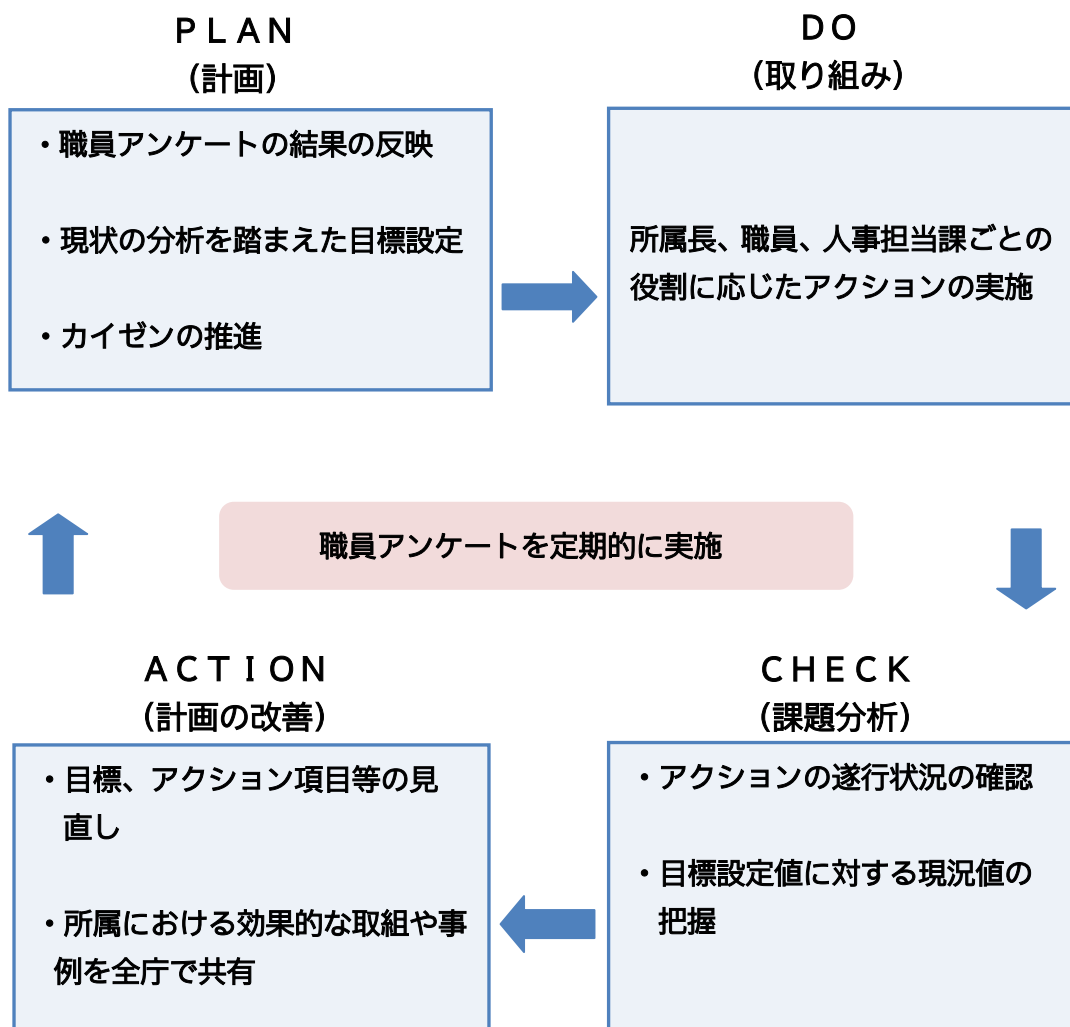 ＰＬＡＮ
（計画）
・職員アンケートの結果の反映
・現状の分析を踏まえた目標設定
・カイゼンの推進
ＤＯ
（取り組み）
所属長、職員、人事担当課ごとの
役割に応じたアクションの実施
職員アンケートを定期的に実施
ＡＣＴＩＯＮ
（計画の改善）
・目標、アクション項目等の見
直し
・所属における効果的な取組や事
例を全庁で共有
ＣＨＥＣＫ
（課題分析）
・アクションの遂行状況の確認
・目標設定値に対する現況値の
把握